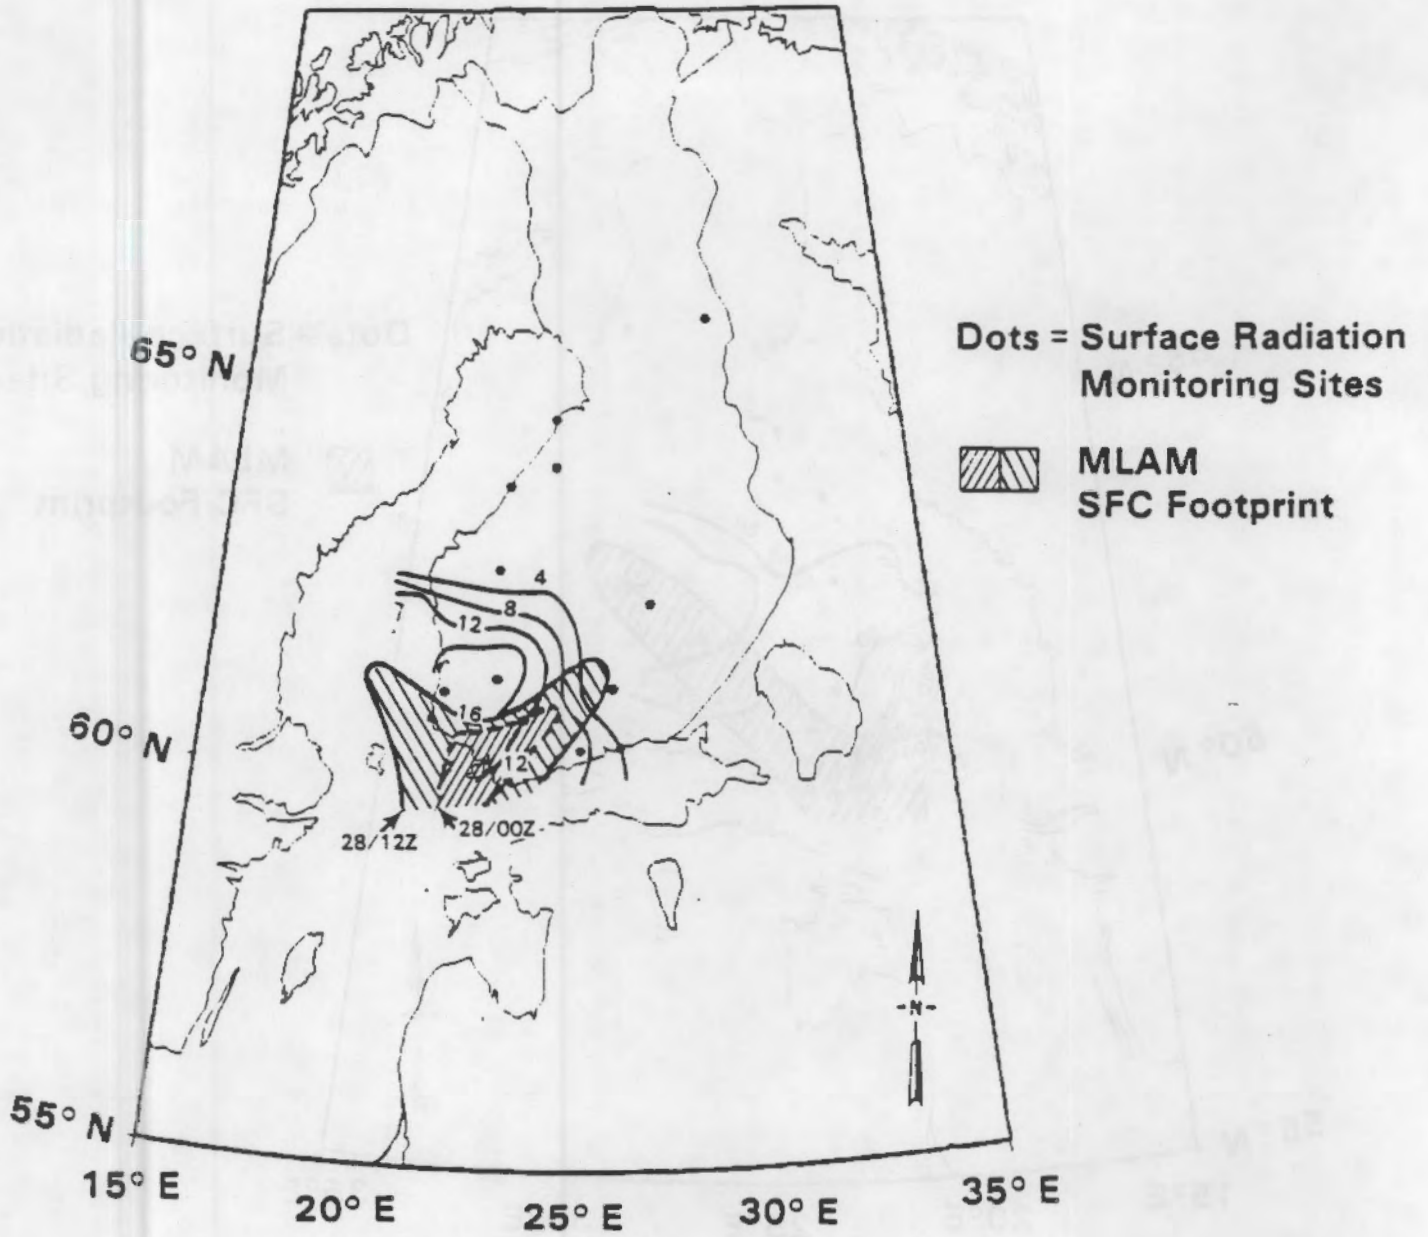 65° N
Dots = Surface Radiation
Monitoring Sites
MLAM
SFC Footprint
4
8
12
16
12
60° N
28/12Z
28/00Z
-N-
55° N
15° E
20° E
25° E
30° E
35° E